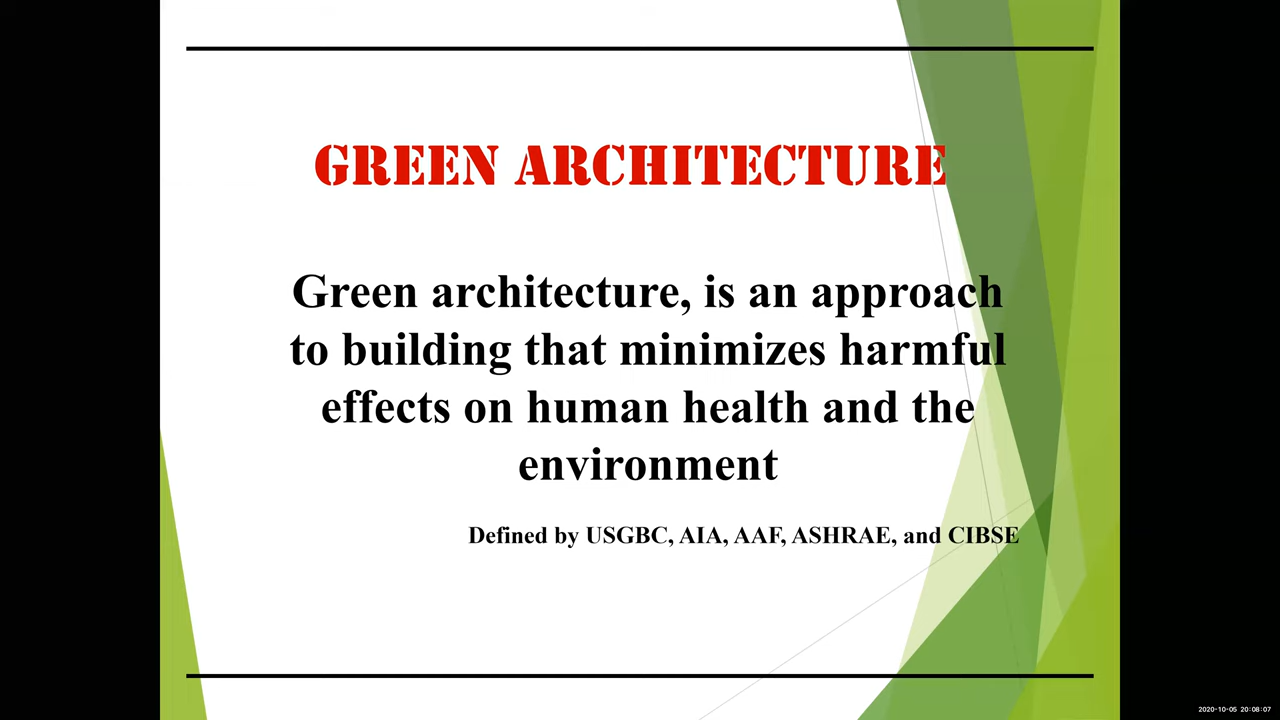 GREEN ARCHITECTURE
Green architecture, is an approach
to building that minimizes harmful
effects on human health and the
environment
Defined by USGBC, AIA, AAF, ASHRAE, and CIBSE
2020-10-05 20:08:07